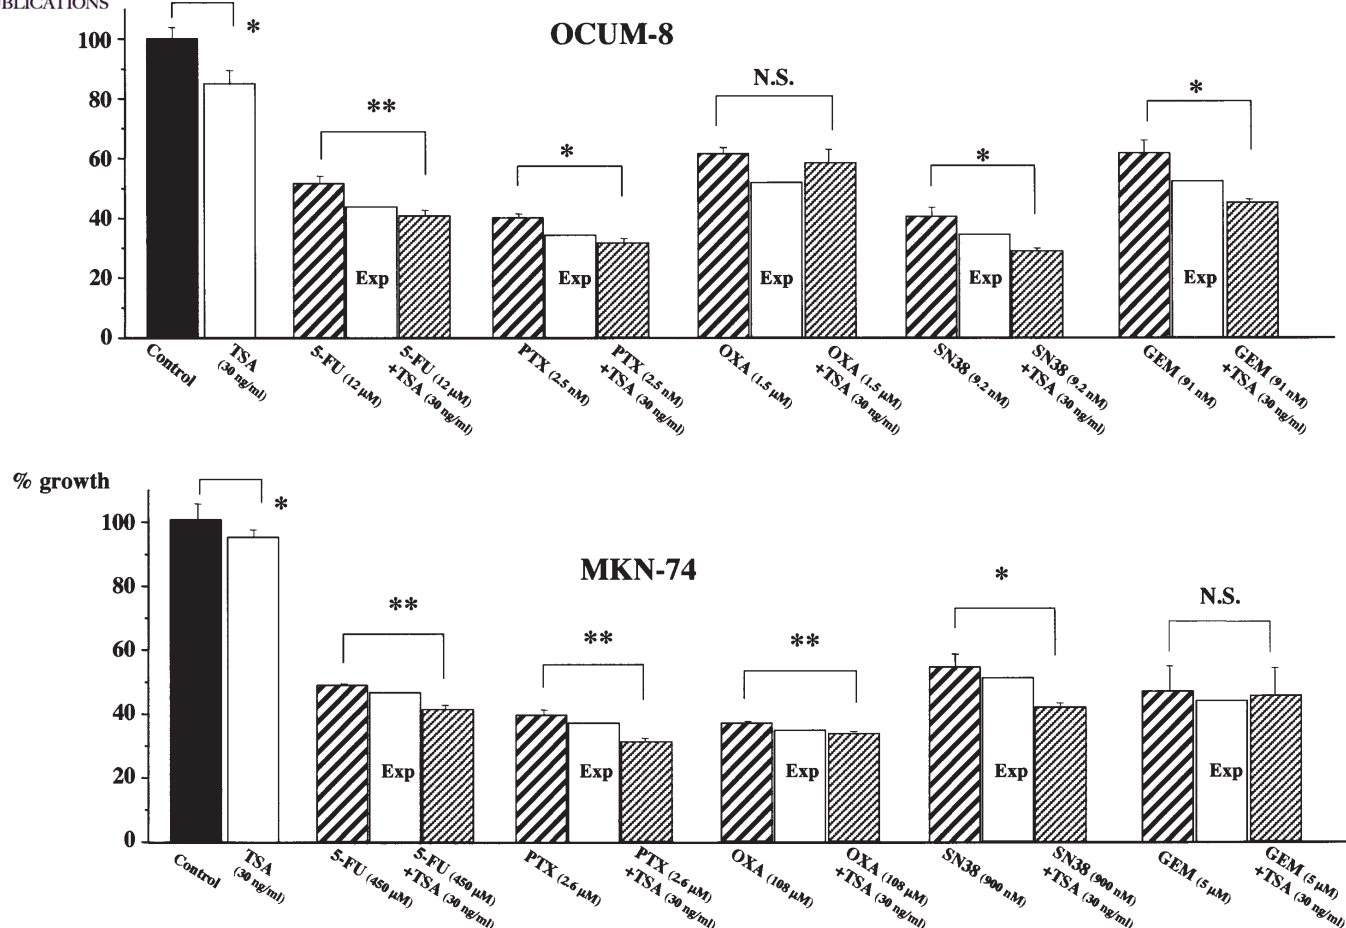 OCUM-8
*
100
80
60
40
20
0
**
*
N.S.
*
*
Exp
Exp
Exp
Exp
Exp
Control
TSA
(30 ng/ml)
5-FU (12 μM)
5-FU (12 μM)
+TSA (30 ng/ml)
PTX (2.5 nM)
PTX (2.5 nM)
+TSA (30 ng/ml)
OXA (1.5 μM)
OXA (1.5 μM)
+TSA (30 ng/ml)
SN38 (9.2 nM)
SN38 (9.2 nM)
+TSA (30 ng/ml)
GEM (91 nM)
GEM (91 nM)
+TSA (30 ng/ml)
% growth
MKN-74
*
100
80
60
40
20
0
**
**
**
*
N.S.
Exp
Exp
Exp
Exp
Exp
Control
TSA
(30 ng/ml)
5-FU (450 μM)
5-FU (450 μM)
+TSA (30 ng/ml)
PTX (2.6 μM)
PTX (2.6 μM)
+TSA (30 ng/ml)
OXA (108 μM)
OXA (108 μM)
+TSA (30 ng/ml)
SN38 (900 nM)
SN38 (900 nM)
+TSA (30 ng/ml)
GEM (5 μM)
GEM (5 μM)
+TSA (30 ng/ml)